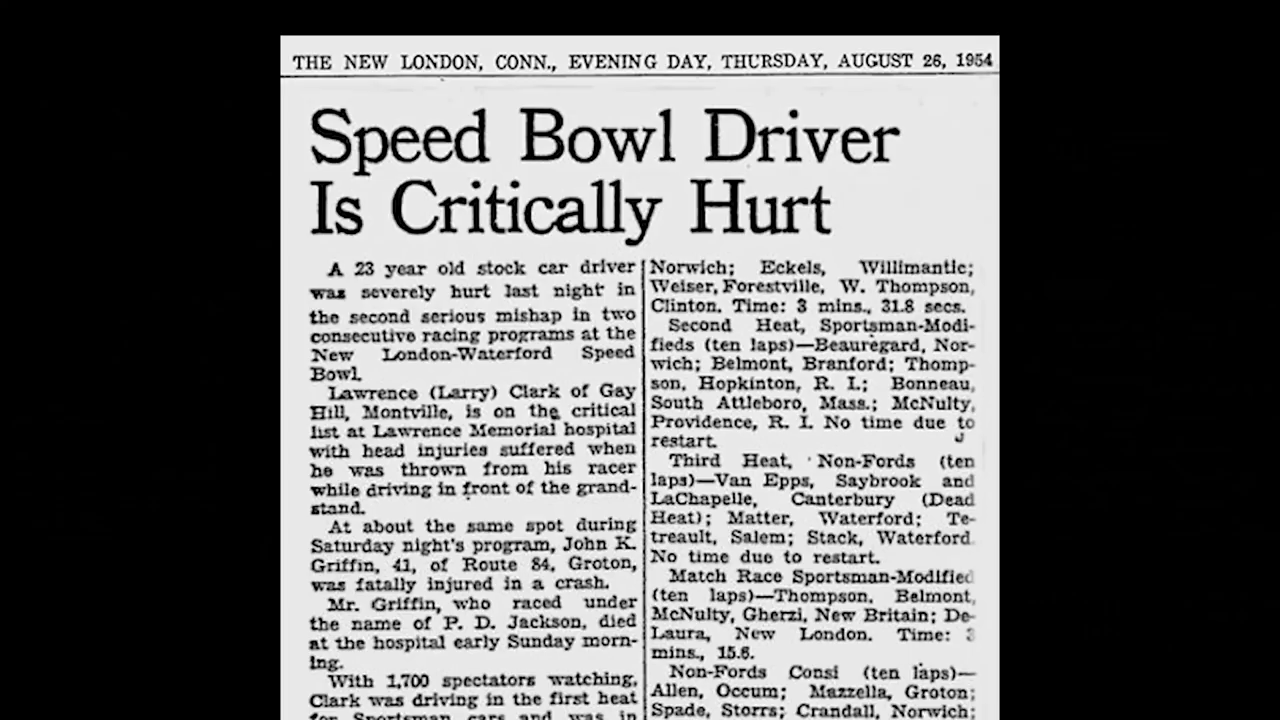 THE NEW LONDON, CONN., EVENING DAY, THURSDAY, AUGUST 26, 1954
Speed Bowl Driver
Is Critically Hurt
A 23 year old stock car driver
was severely hurt last night in
the second serious mishap in two
consecutive racing programs at the
New London-Waterford Speed
Bowl.
Lawrence (Larry) Clark of Gay
Hill, Montville, is on the critical
list at Lawrence Memorial hospital
with head injuries suffered when
he was thrown from his racer
while driving in front of the grand-
stand.
At about the same spot during
Saturday night's program, John K.
Griffin, 41, of Route 84, Groton,
was fatally injured in a crash.
Mr. Griffin, who raced under
the name of P. D. Jackson, died
at the hospital early Sunday morn-
ing.
With 1,700 spectators watching,
Clark was driving in the first heat
for Sportsman cars and was in
Norwich; Eckels, Willimantic;
Weiser, Forestville, W. Thompson,
Clinton. Time: 3 mins., 31.8 secs.
Second Heat, Sportsman-Modi-
fieds (ten laps)—Beauregard, Nor-
wich; Belmont, Branford; Thomp-
son, Hopkinton, R. I.; Bonneau,
South Attleboro, Mass.; McNulty,
Providence, R. I. No time due to
restart.
Third Heat, Non-Fords (ten
laps)—Van Epps, Saybrook and
LaChapelle, Canterbury (Dead
Heat); Matter, Waterford; Te-
treault, Salem; Stack, Waterford.
No time due to restart.
Match Race Sportsman-Modified
(ten laps)—Thompson, Belmont,
McNulty, Gherzi, New Britain; De-
Laura, New London. Time: 3
mins., 15.6.
Non-Fords Consi (ten laps)—
Allen, Occum; Mazzella, Groton;
Spade, Storrs; Crandall, Norwich;